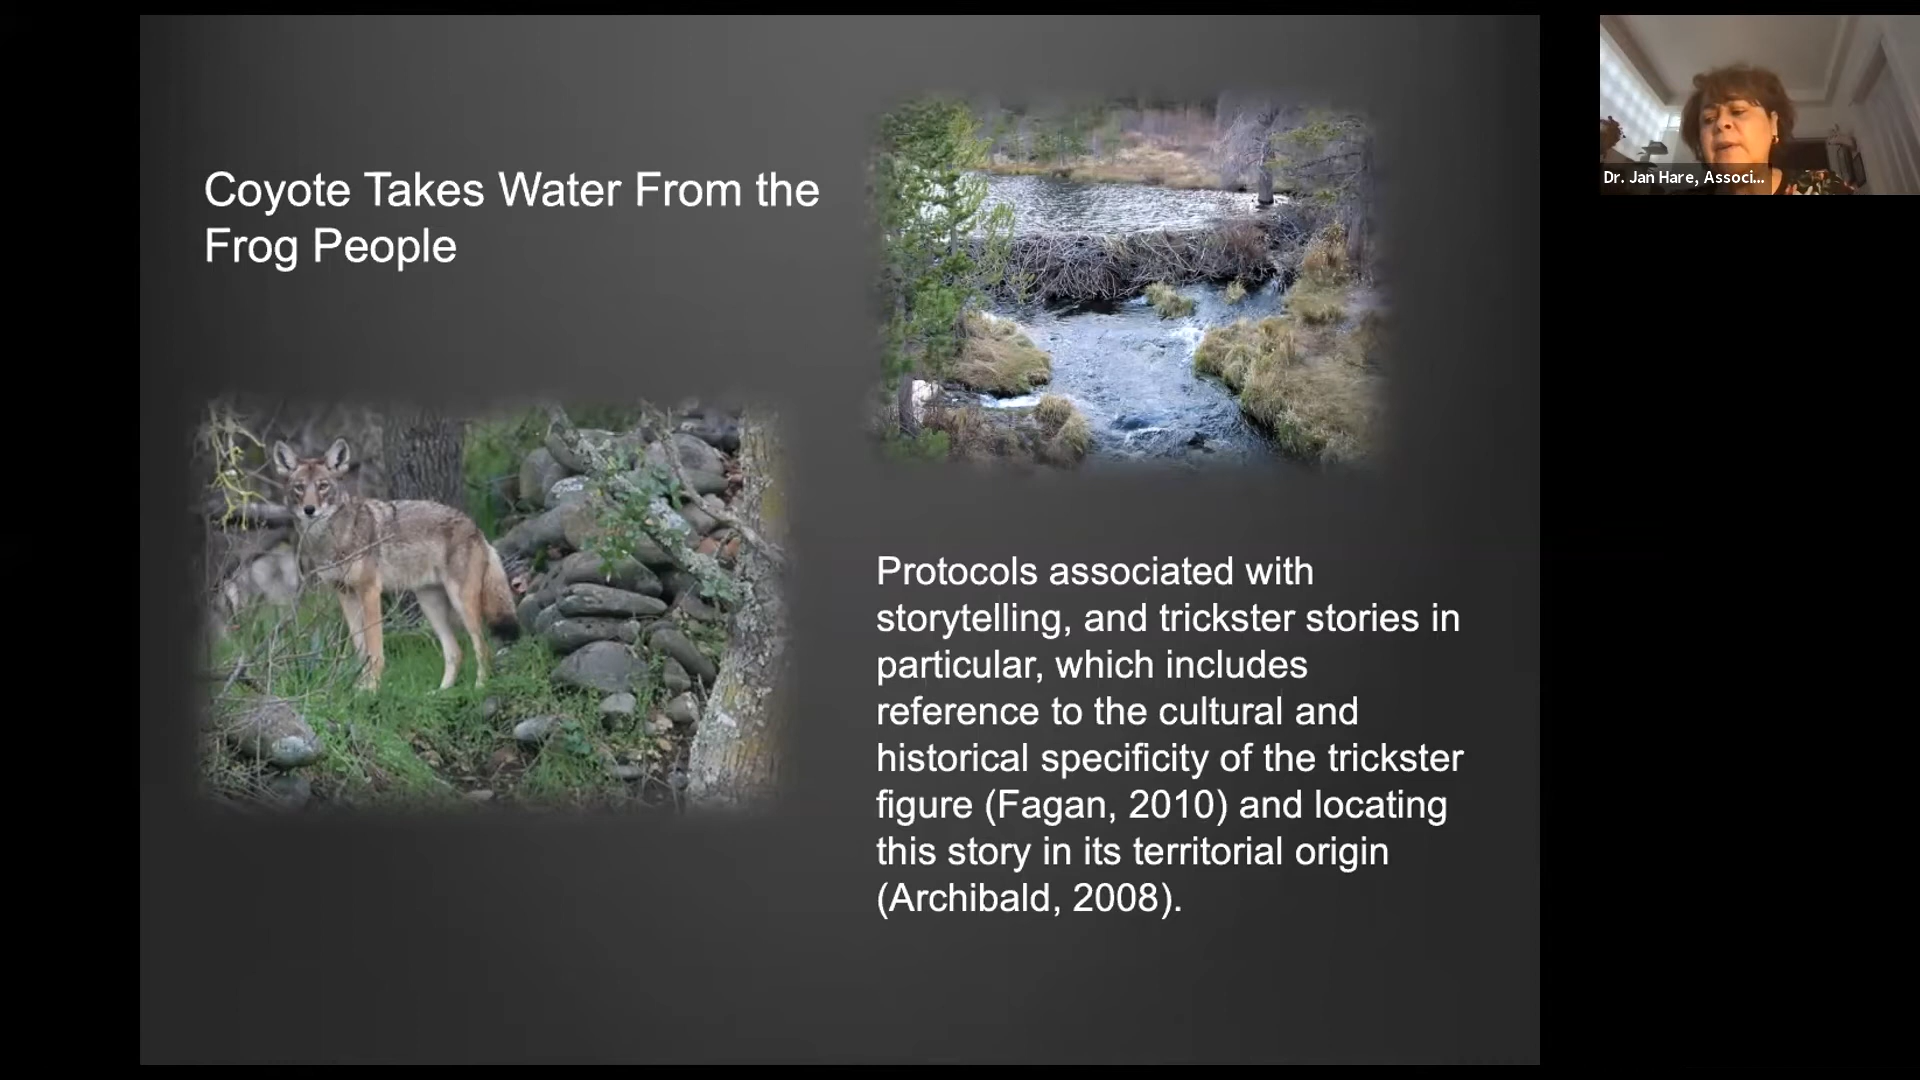 Coyote Takes Water From the
Frog People
Protocols associated with
storytelling, and trickster stories in
particular, which includes
reference to the cultural and
historical specificity of the trickster
figure (Fagan, 2010) and locating
this story in its territorial origin
(Archibald, 2008).
Dr. Jan Hare, Associ...